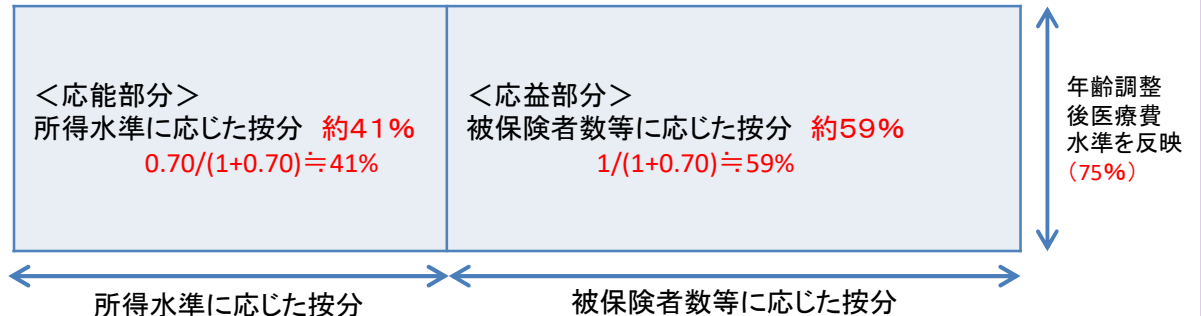 ＜応能部分＞
所得水準に応じた按分　約４１％
0.70/(1+0.70)≒41%
＜応益部分＞
被保険者数等に応じた按分　約５９％
1/(1+0.70)≒59%
年齢調整
後医療費
水準を反映
（75％）
所得水準に応じた按分
被保険者数等に応じた按分